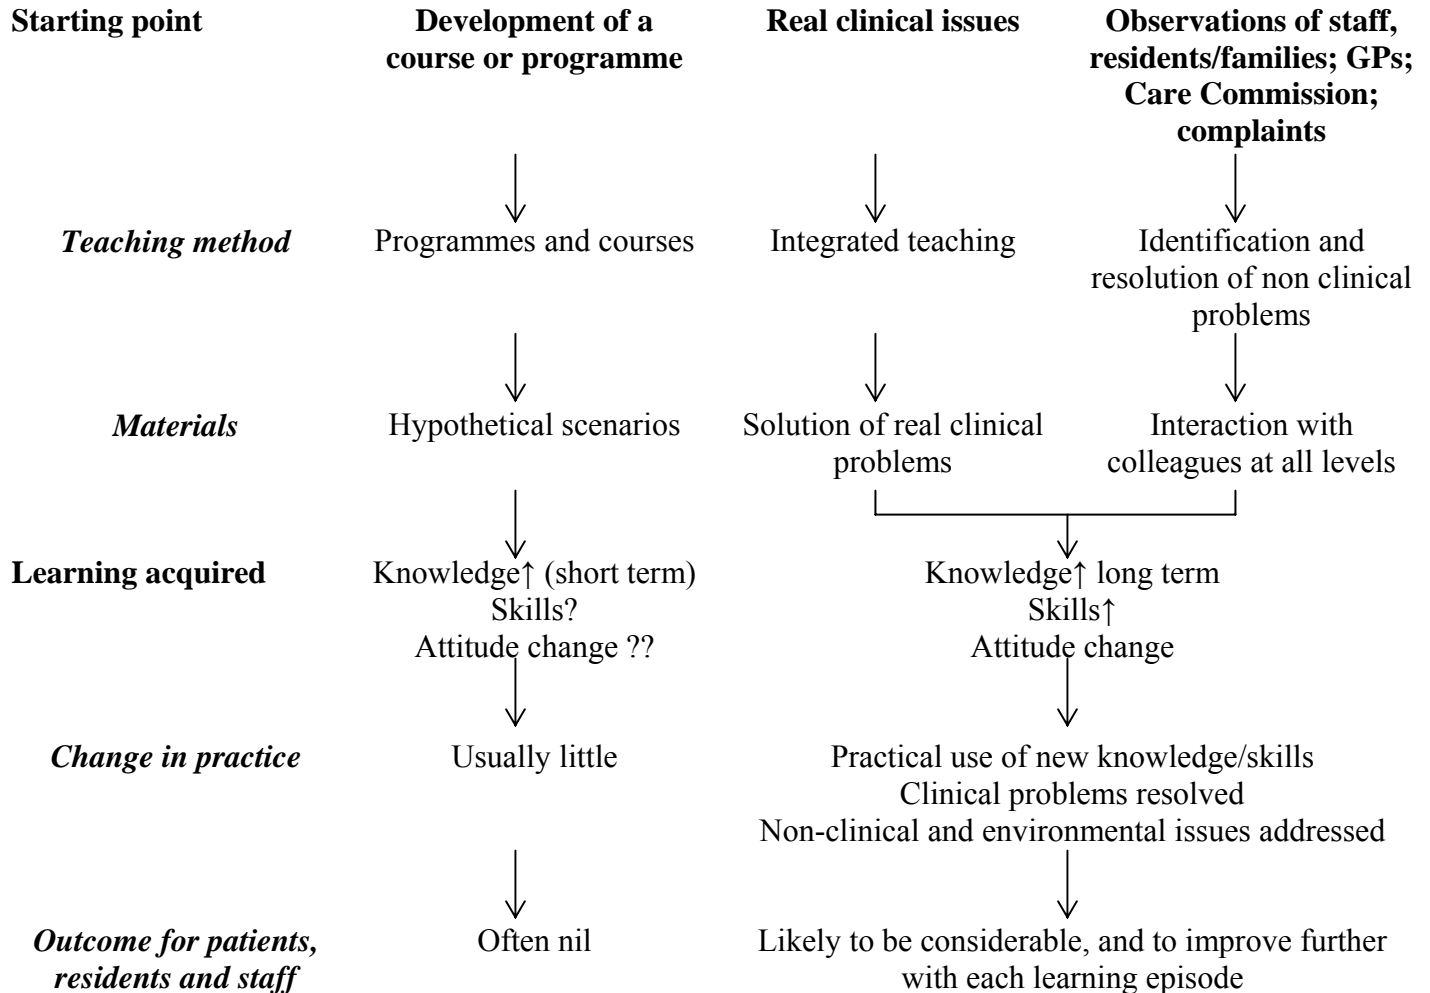 Starting point
Development of a
course or programme
Real clinical issues
Observations of staff,
residents/families; GPs;
Care Commission;
complaints
Teaching method
Programmes and courses
Integrated teaching
Identification and
resolution of non clinical
problems
Materials
Hypothetical scenarios
Solution of real clinical
problems
Interaction with
colleagues at all levels
Learning acquired
Knowledge↑ (short term)
Skills?
Attitude change ??
Knowledge↑ long term
Skills↑
Attitude change
Change in practice
Usually little
Practical use of new knowledge/skills
Clinical problems resolved
Non-clinical and environmental issues addressed
Outcome for patients,
residents and staff
Often nil
Likely to be considerable, and to improve further
with each learning episode